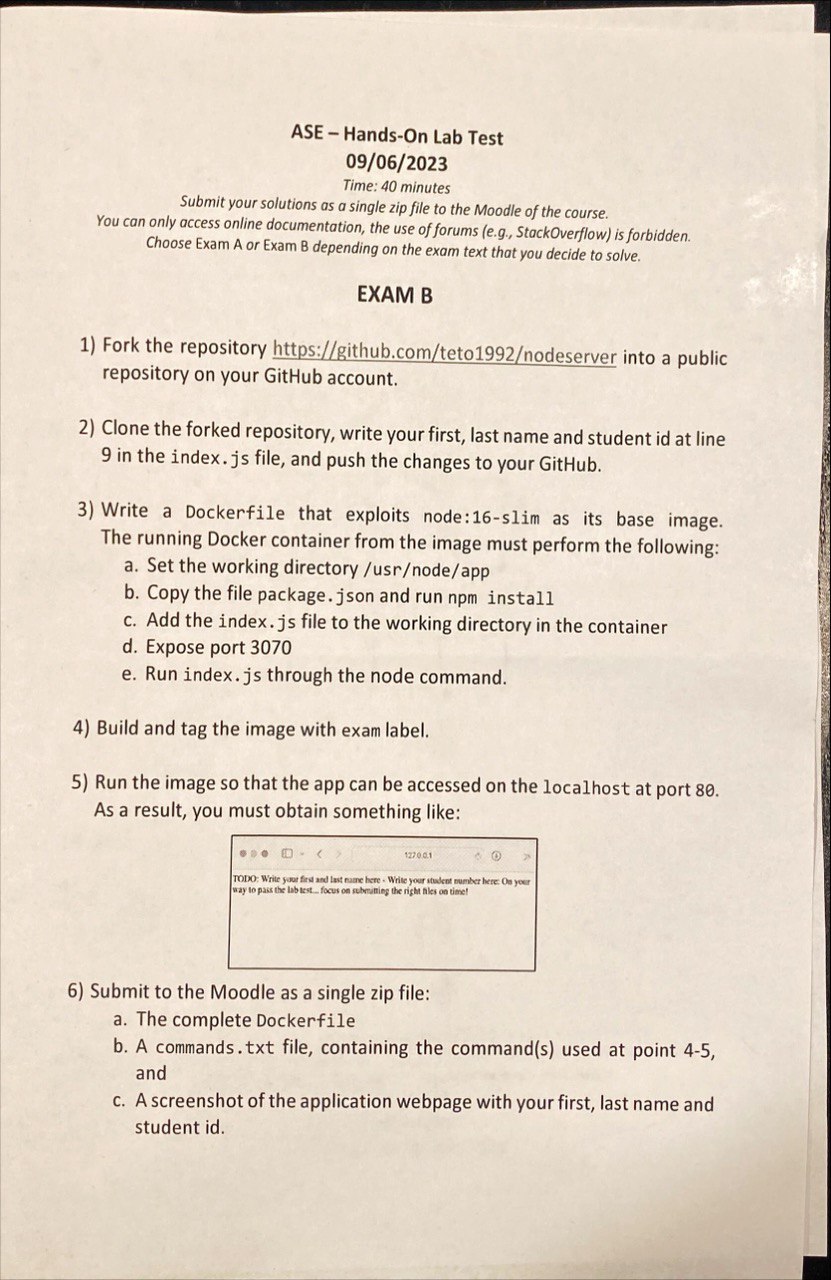 ASE – Hands-On Lab Test
09/06/2023
Time: 40 minutes
Submit your solutions as a single zip file to the Moodle of the course.
You can only access online documentation, the use of forums (e.g., StackOverflow) is forbidden.
Choose Exam A or Exam B depending on the exam text that you decide to solve.
EXAM B
1) Fork the repository https://github.com/teto1992/nodeserver into a public
repository on your GitHub account.
2) Clone the forked repository, write your first, last name and student id at line
9 in the index.js file, and push the changes to your GitHub.
3) Write a Dockerfile that exploits node:16-slim as its base image.
The running Docker container from the image must perform the following:
a. Set the working directory /usr/node/app
b. Copy the file package.json and run npm install
c. Add the index.js file to the working directory in the container
d. Expose port 3070
e. Run index.js through the node command.
4) Build and tag the image with exam label.
5) Run the image so that the app can be accessed on the localhost at port 80.
As a result, you must obtain something like:
127.0.0.1
TODO: Write your first and last name here - Write your student number here: On your
way to pass the lab test... focus on submitting the right files on time!
6) Submit to the Moodle as a single zip file:
a. The complete Dockerfile
b. A commands.txt file, containing the command(s) used at point 4-5,
and
c. A screenshot of the application webpage with your first, last name and
student id.